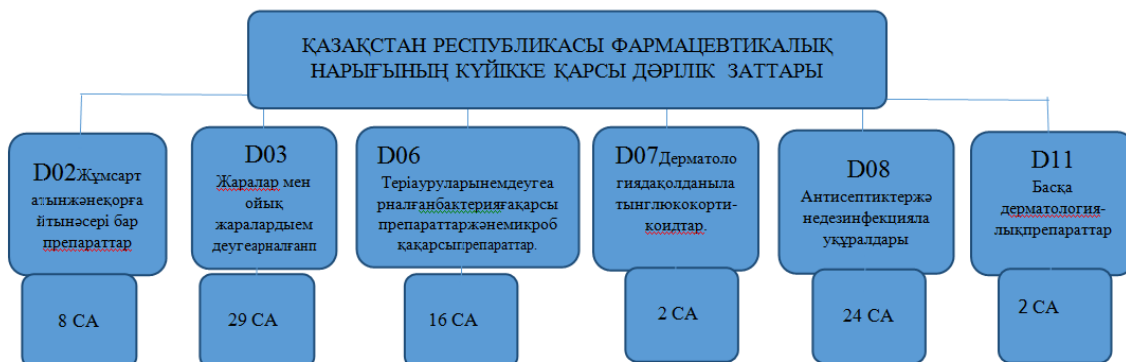 ҚАЗАҚСТАН РЕСПУБЛИКАСЫ ФАРМАЦЕВТИКАЛЫҚ
НАРЫҒЫНЫҢ КҮЙІККЕ ҚАРСЫ ДӘРІЛІК ЗАТТАРЫ
D02Жұмсарт
атынжәнеқорға
йтынәсері бар
препараттар
8 СА
D03
Жаралар мен
ойық
жаралардыем
деугеарналғанп
29 СА
D06
Теріауруларынемдеугеа
рналғанбактерияғақарсы
препараттаржәнемикроб
қақарсыпрепараттар.
16 СА
D07Дерматоло
гиядақолданыла
тынглюкокорти-
коидтар.
2 СА
D08
Антисептиктержә
недезинфекцияла
уқұралдары
24 СА
D11
Басқа
дерматология-
лықпрепараттар
2 СА